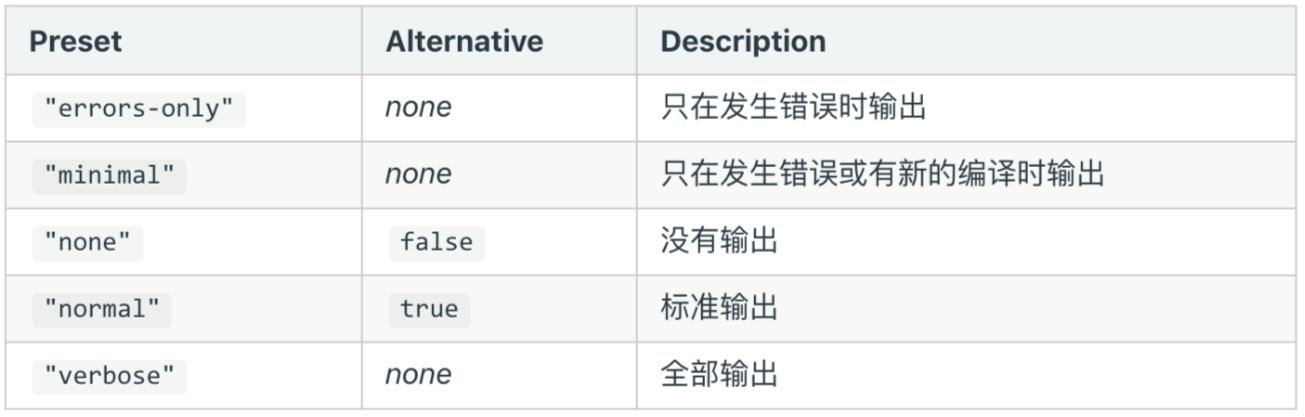 Preset Alternative Description
"errors-only" none 只在发生错误时输出
"minimal" none 只在发生错误或有新的编译时输出
"none" false 没有输出
"normal" true 标准输出
"verbose" none 全部输出